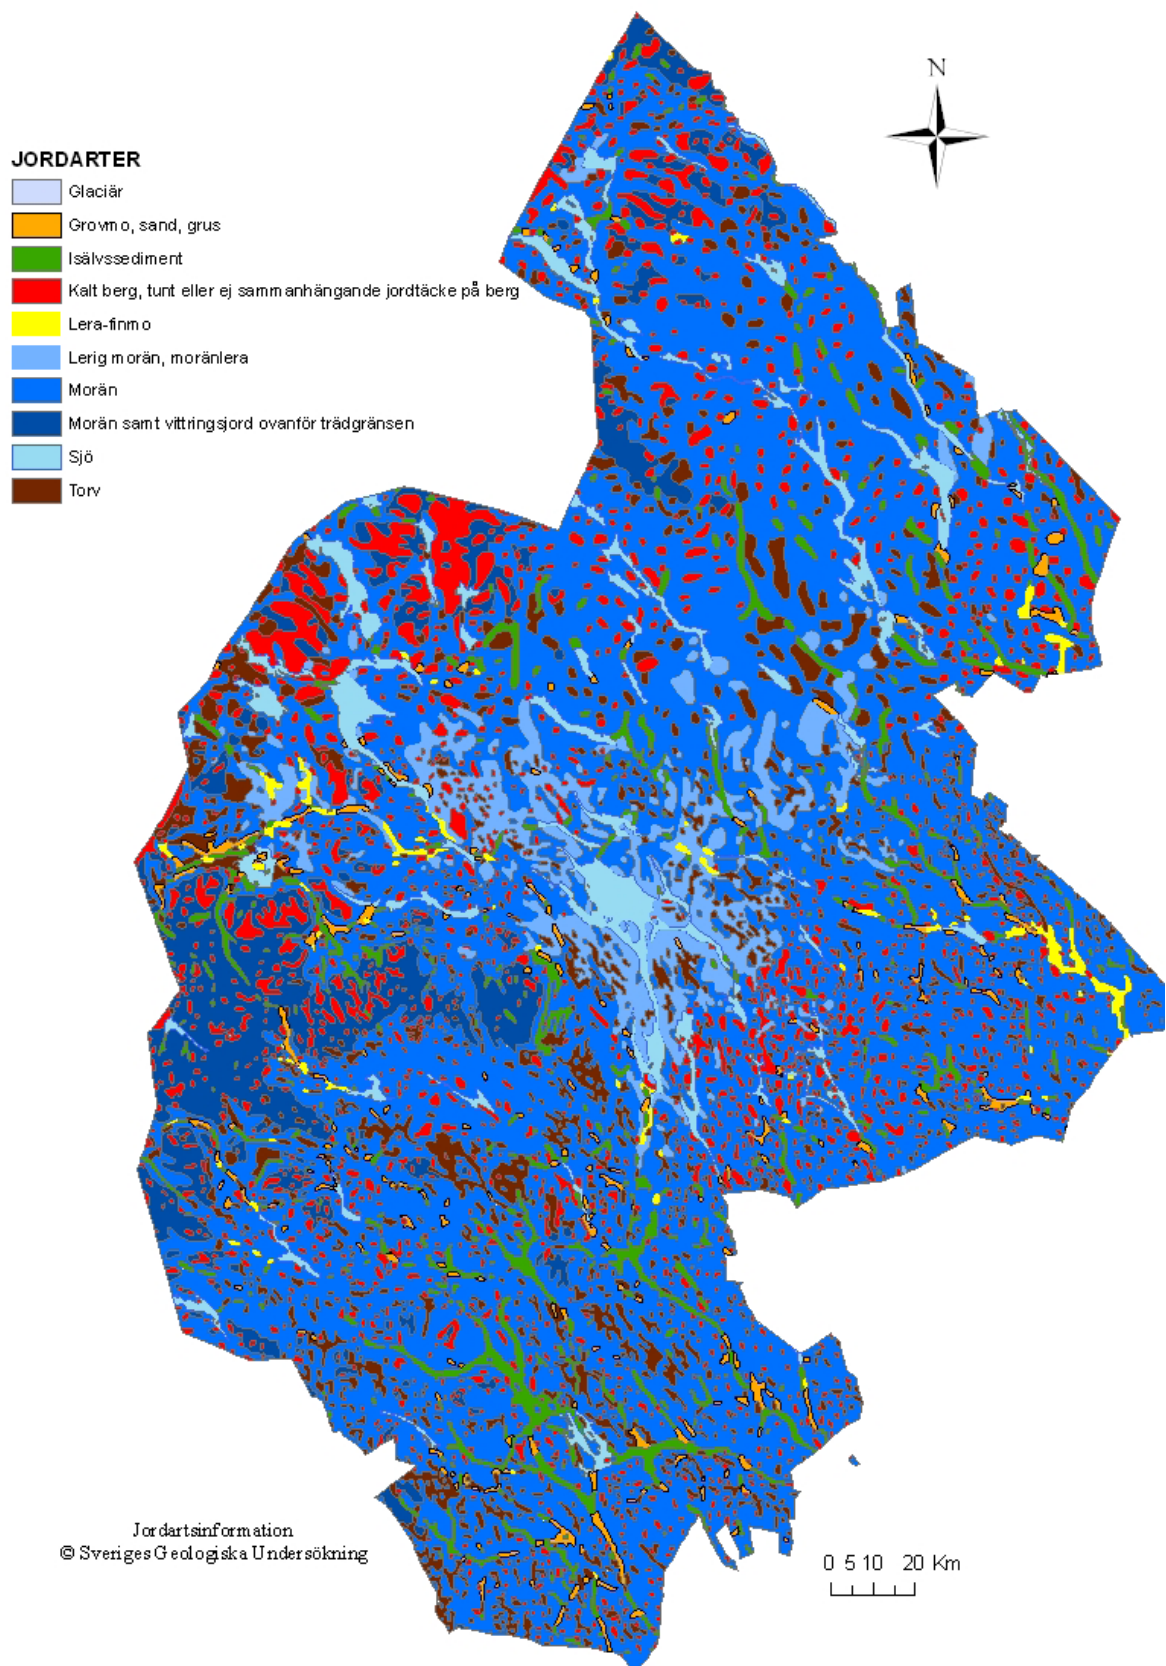 N
JORDARTER
Glaciär
Grovmo, sand, grus
Isälvssediment
Kalt berg, tunt eller ej sammanhängande jordtäcke på berg
Lera-finmo
Lerig morän, moränlera
Morän
Morän samt vittringsjord ovanför trädgränsen
Sjö
Torv
Jordartsinformation
© Sveriges Geologiska Undersökning
0 5 10 20 Km